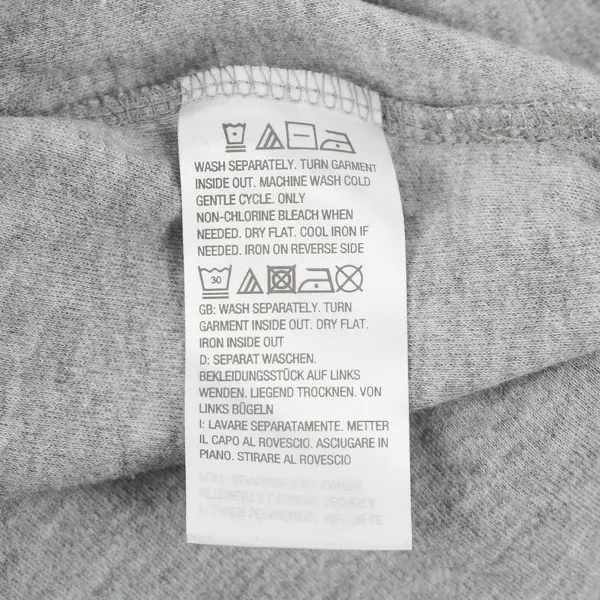 WASH SEPARATELY. TURN GARMENT
INSIDE OUT. MACHINE WASH COLD
GENTLE CYCLE. ONLY
NON-CHLORINE BLEACH WHEN
NEEDED. DRY FLAT. COOL IRON IF
NEEDED. IRON ON REVERSE SIDE
30
GB: WASH SEPARATELY. TURN
GARMENT INSIDE OUT. DRY FLAT.
IRON INSIDE OUT
D: SEPARAT WASCHEN.
BEKLEIDUNGSSTÜCK AUF LINKS
WENDEN. LIEGEND TROCKNEN. VON
LINKS BÜGELN
I: LAVARE SEPARATAMENTE. METTER
IL CAPO AL ROVESCIO. ASCIUGARE IN
PIANO. STIRARE AL ROVESCIO